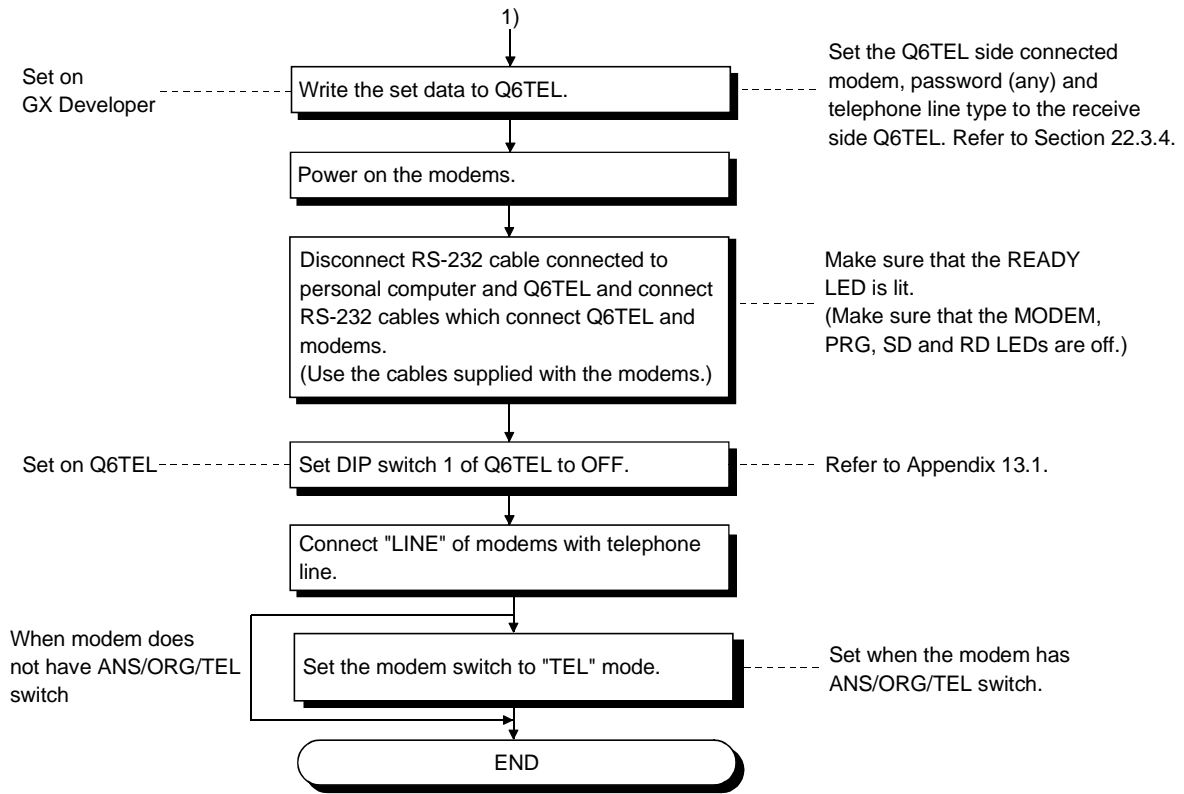 1)
Set on
GX Developer
Write the set data to Q6TEL.
Set the Q6TEL side connected
modem, password (any) and
telephone line type to the receive
side Q6TEL. Refer to Section 22.3.4.
Power on the modems.
Disconnect RS-232 cable connected to
personal computer and Q6TEL and connect
RS-232 cables which connect Q6TEL and
modems.
(Use the cables supplied with the modems.)
Make sure that the READY
LED is lit.
(Make sure that the MODEM,
PRG, SD and RD LEDs are off.)
Set on Q6TEL
Set DIP switch 1 of Q6TEL to OFF.
Refer to Appendix 13.1.
Connect "LINE" of modems with telephone
line.
When modem does
not have ANS/ORG/TEL
switch
Set the modem switch to "TEL" mode.
Set when the modem has
ANS/ORG/TEL switch.
END